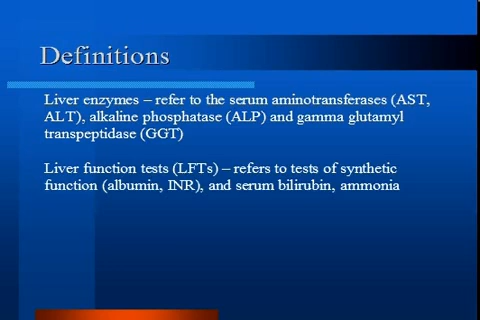 Definitions
Liver enzymes – refer to the serum aminotransferases (AST,
ALT), alkaline phosphatase (ALP) and gamma glutamyl
transpeptidase (GGT)
Liver function tests (LFTs) – refers to tests of synthetic
function (albumin, INR), and serum bilirubin, ammonia